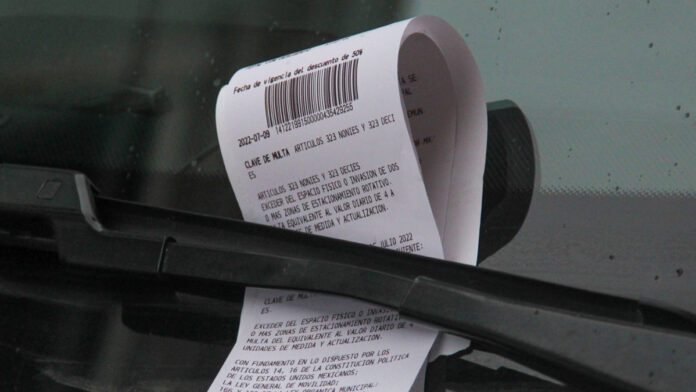 Fecha de vigencia del descuento de 50%
2022-07-09 14122199150000435429255
CLAVE DE MULTA ARTICULOS 323 NONIES Y 323 DECI
ES
ARTICULOS 323 NONIES Y 323 DECIES
EXCEDER DEL ESPACIO FISICO O INVASION DE DOS
O MAS ZONAS DE ESTACIONAMIENTO ROTATIVO.
MULTA EQUIVALENTE AL VALOR DIARIO DE 4 A
UNIDADES DE MEDIDA Y ACTUALIZACION.
JULIO 2022
CLAVE DE MULTA
ES.
EXCEDER DEL ESPACIO FISICO O INVASION
O MAS ZONAS DE ESTACIONAMIENTO ROTATIVO
MULTA DEL EQUIVALENTE AL VALOR DIARIO DE 4
UNIDADES DE MEDIDA Y ACTUALIZACION.
CON FUNDAMENTO EN LO DISPUESTO POR LOS
ARTICULOS 14, 16 DE LA CONSTITUCION POLITICA
DE LOS ESTADOS UNIDOS MEXICANOS;
LA LEY GENERAL DE MOVILIDAD;
ORGANICA MUNICIPAL;